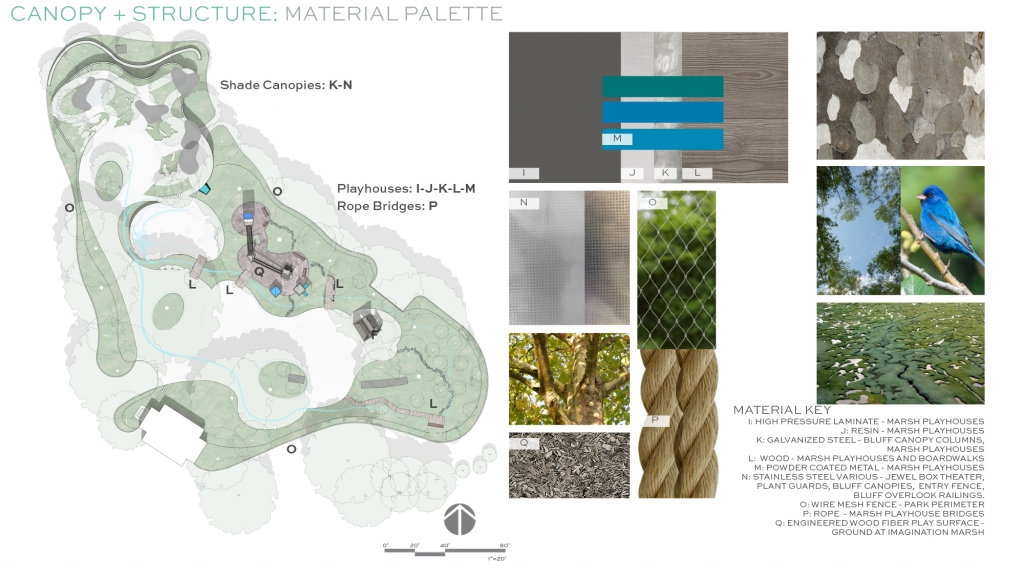 CANOPY + STRUCTURE: MATERIAL PALETTE
Shade Canopies: K-N
Playhouses: I-J-K-L-M
Rope Bridges: P
O
O
Q
L
L
L
L
O
0'
20'
40'
80'
1"=20'
I
J
K
L
M
N
O
P
Q
MATERIAL KEY
I: HIGH PRESSURE LAMINATE - MARSH PLAYHOUSES
J: RESIN - MARSH PLAYHOUSES
K: GALVANIZED STEEL - BLUFF CANOPY COLUMNS,
MARSH PLAYHOUSES
L: WOOD - MARSH PLAYHOUSES AND BOARDWALKS
M: POWDER COATED METAL - MARSH PLAYHOUSES
N: STAINLESS STEEL VARIOUS - JEWEL BOX THEATER,
PLANT GUARDS, BLUFF CANOPIES, ENTRY FENCE,
BLUFF OVERLOOK RAILINGS.
O: WIRE MESH FENCE - PARK PERIMETER
P: ROPE - MARSH PLAYHOUSE BRIDGES
Q: ENGINEERED WOOD FIBER PLAY SURFACE -
GROUND AT IMAGINATION MARSH